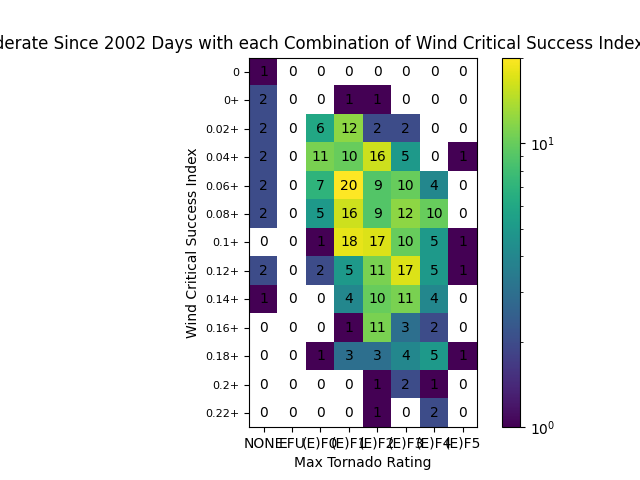 derate Since 2002 Days with each Combination of Wind Critical Success Index
0 1 0 0 0 0 0 0 0
0+ 2 0 0 1 1 0 0 0
0.02+ 2 0 6 12 2 2 0 0
0.04+ 2 0 11 10 16 5 0 1
0.06+ 2 0 7 20 9 10 4 0
0.08+ 2 0 5 16 9 12 10 0
0.1+ 0 0 1 18 17 10 5 1
0.12+ 2 0 2 5 11 17 5 1
0.14+ 1 0 0 4 10 11 4 0
0.16+ 0 0 0 1 11 3 2 0
0.18+ 0 0 1 3 3 4 5 1
0.2+ 0 0 0 0 1 2 1 0
0.22+ 0 0 0 0 1 0 2 0
NONE EFU (E)F0 (E)F1 (E)F2 (E)F3 (E)F4 (E)F5
Max Tornado Rating
Wind Critical Success Index
10¹
10⁰